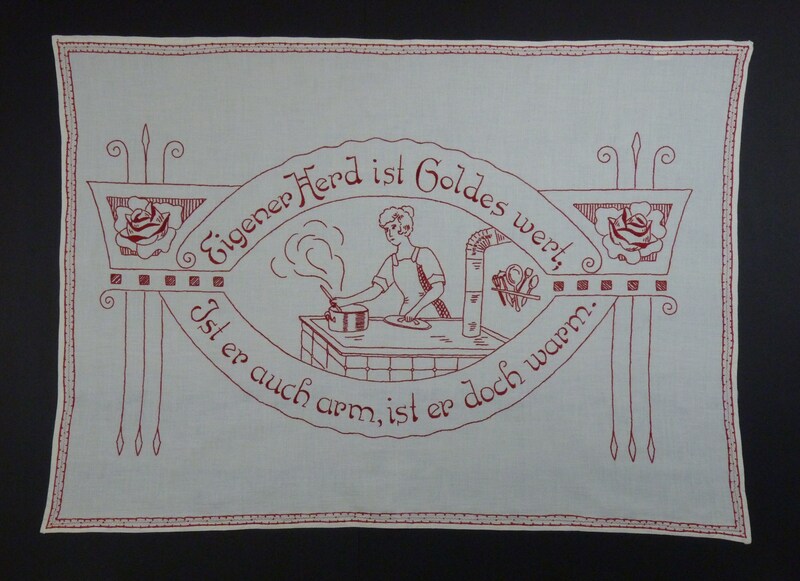 Eigener Herd ist Goldes wert,
Ist er auch arm, ist er doch warm.